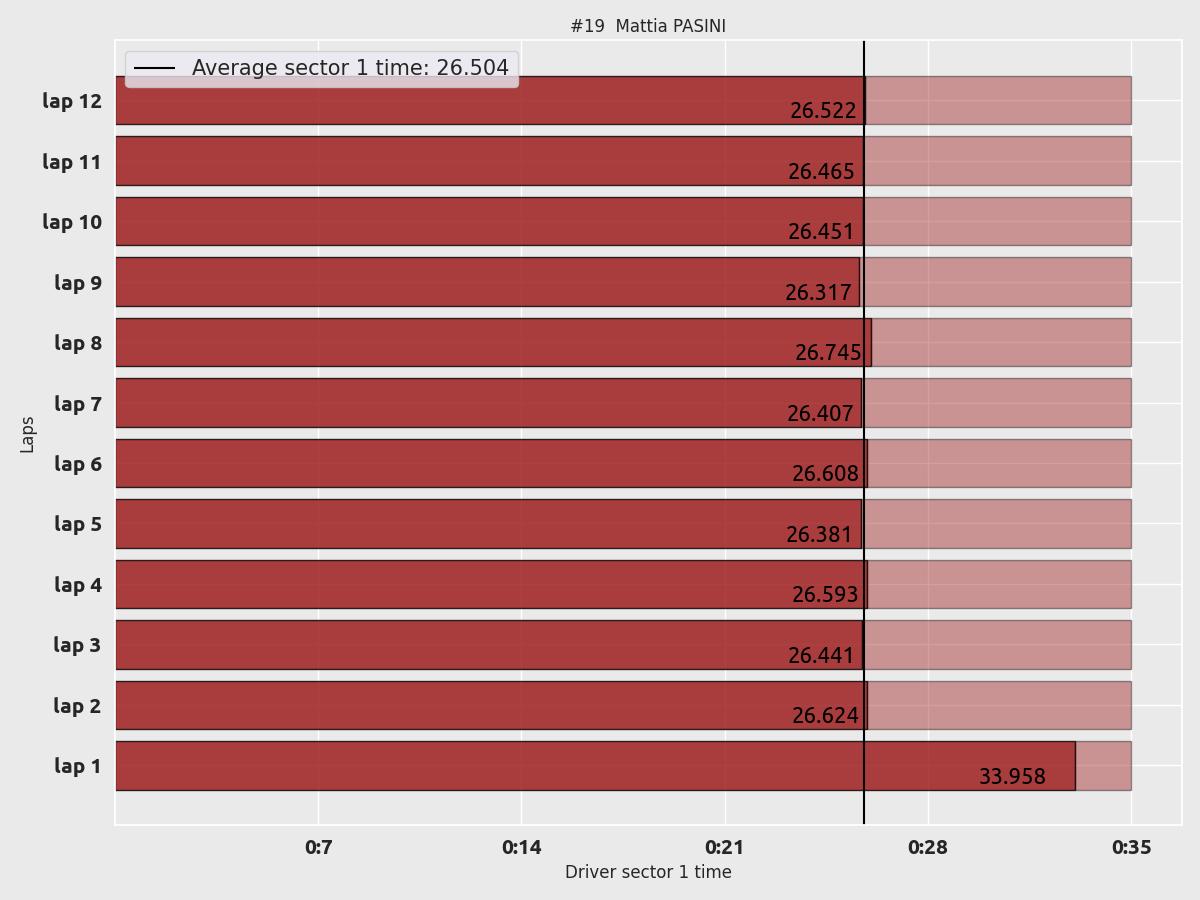 #19  Mattia PASINI
Average sector 1 time: 26.504
lap 12
26.522
lap 11
26.465
lap 10
26.451
lap 9
26.317
lap 8
26.745
lap 7
26.407
lap 6
26.608
lap 5
26.381
lap 4
26.593
lap 3
26.441
lap 2
26.624
lap 1
33.958
Laps
0:7
0:14
0:21
0:28
0:35
Driver sector 1 time